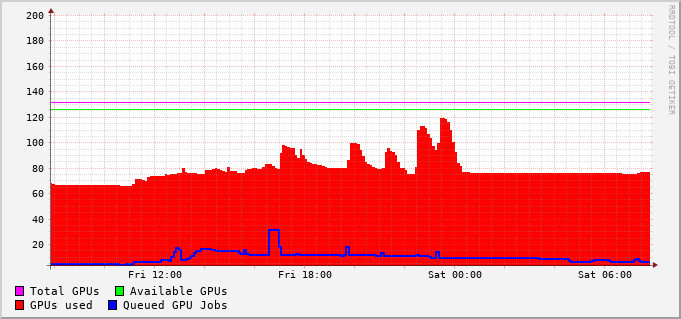 200
180
160
140
120
100
80
60
40
20
Fri 12:00 Fri 18:00 Sat 00:00 Sat 06:00
Total GPUs Available GPUs
GPUs used Queued GPU Jobs
RRDTOOL / TOBI OETIKER